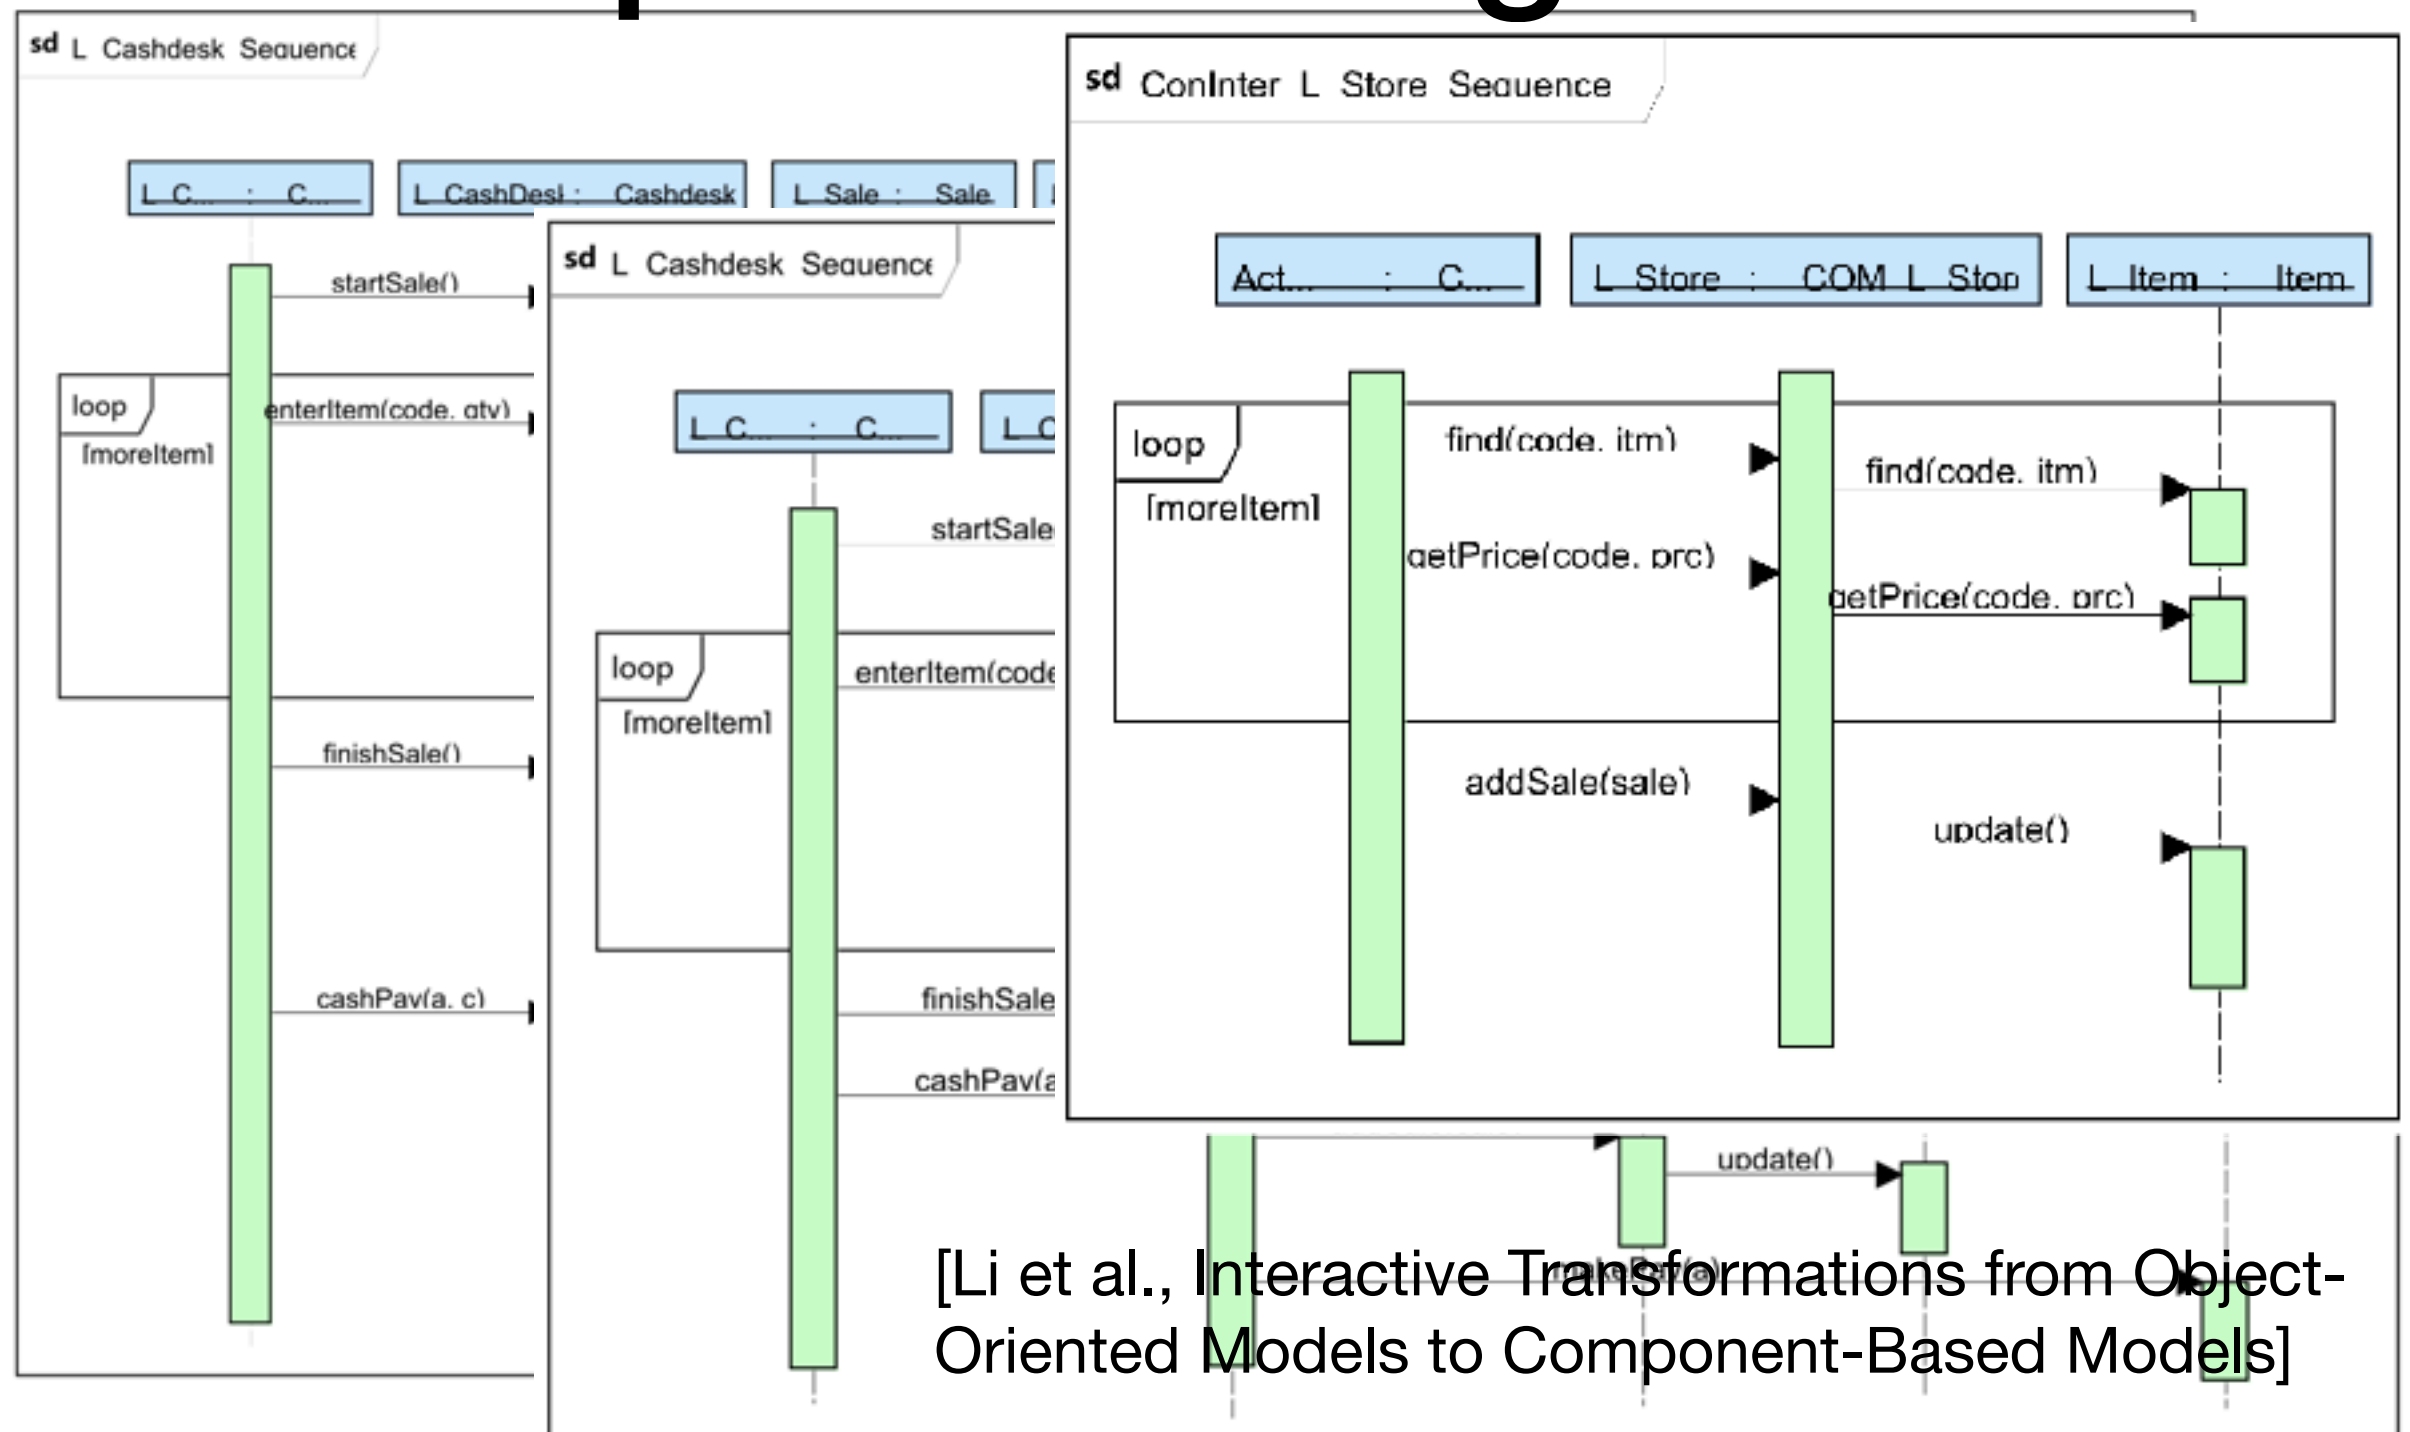 sd L Cashdesk Sequence
L C... : C...
L CashDesk : Cashdesk
L Sale : Sale
startSale()
loop
enterItem(code, qty)
[moreItem]
finishSale()
cashPay(a, c)
sd L Cashdesk Sequence
L C... : C...
L C
startSale
loop
enterItem(code
[moreItem]
finishSale
cashPay(a
sd ConInter L Store Sequence
Act... : C...
L Store : COM L Stor
L Item : Item
loop
find(code, itm)
find(code, itm)
[moreItem]
getPrice(code, prc)
getPrice(code, prc)
addSale(sale)
update()
update()
makePay(a)
[Li et al., Interactive Transformations from Object-
Oriented Models to Component-Based Models]